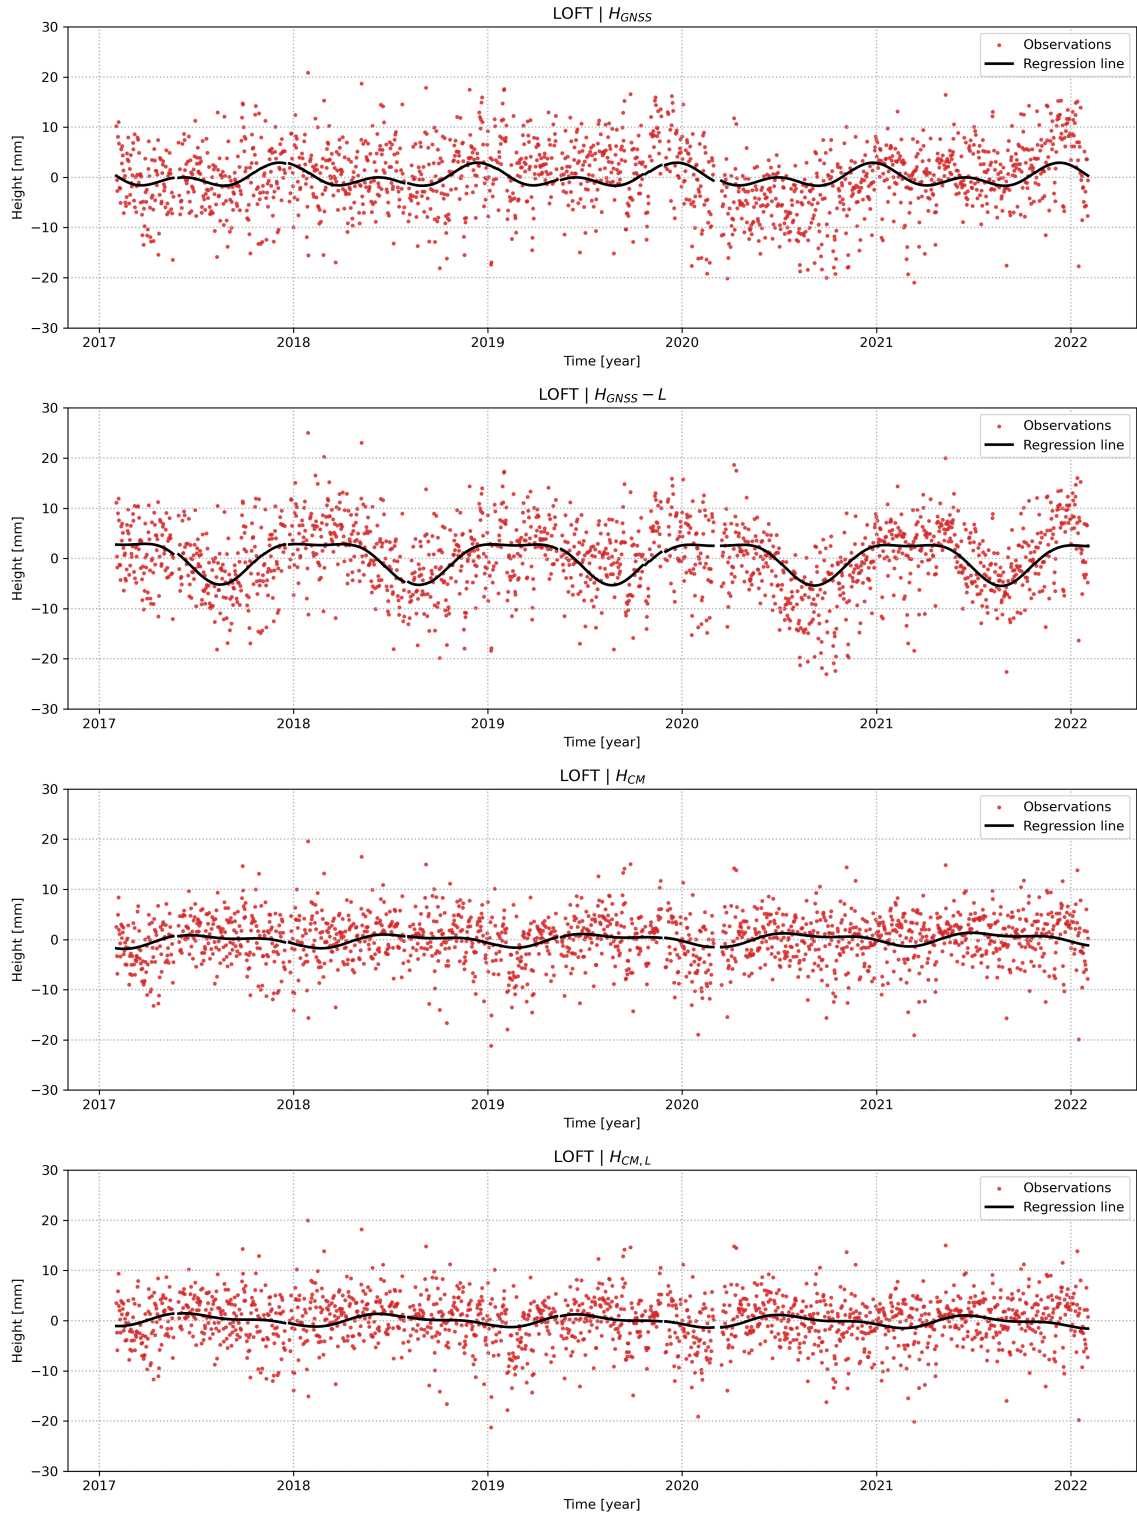 LOFT | H_GNSS
30
20
10
0
−10
−20
−30
Height [mm]
Observations
Regression line
2017 2018 2019 2020 2021 2022
Time [year]
LOFT | H_GNSS − L
30
20
10
0
−10
−20
−30
Height [mm]
Observations
Regression line
2017 2018 2019 2020 2021 2022
Time [year]
LOFT | H_CM
30
20
10
0
−10
−20
−30
Height [mm]
Observations
Regression line
2017 2018 2019 2020 2021 2022
Time [year]
LOFT | H_CM, L
30
20
10
0
−10
−20
−30
Height [mm]
Observations
Regression line
2017 2018 2019 2020 2021 2022
Time [year]